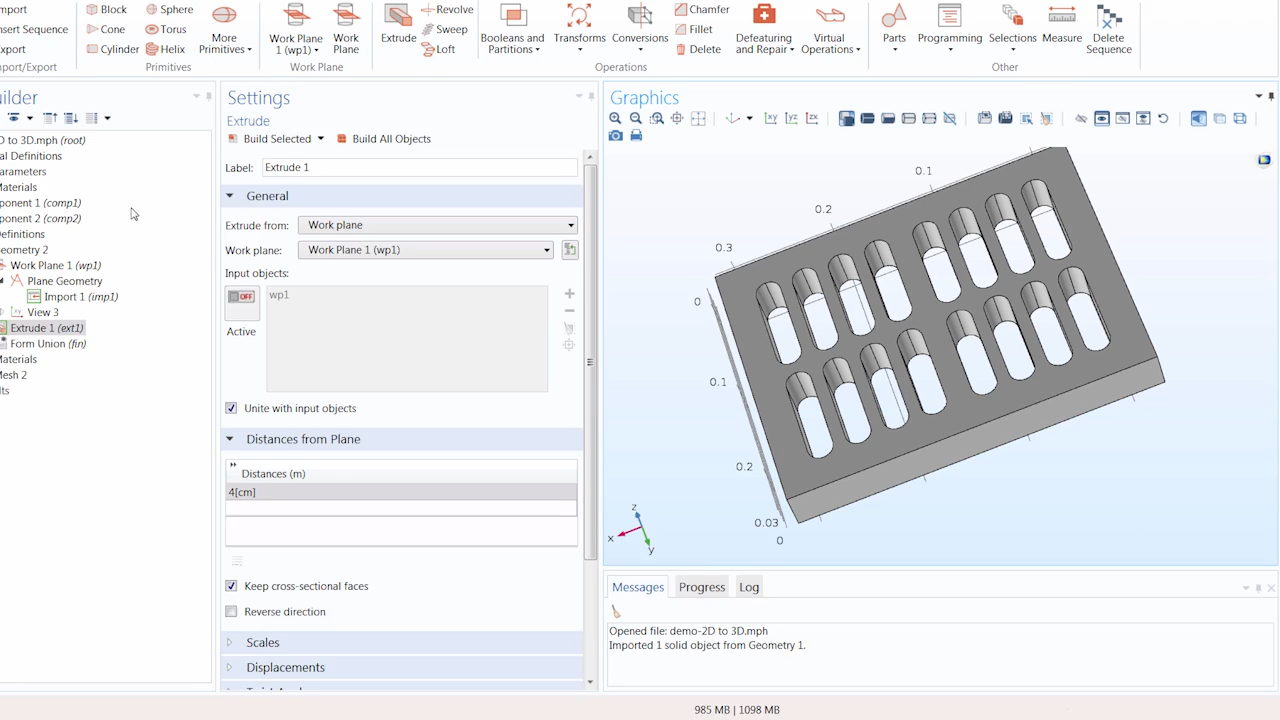 mport
Block
Sphere
Revolve
Chamfer
nsert Sequence
Cone
Torus
More
Primitives
Work Plane
(wp1)
Work
Plane
Extrude
Sweep
Booleans and
Partitions
Transforms
Conversions
Fillet
Defeaturing
and Repair
Virtual
Operations
Parts
Programming
Selections
Measure
Delete
Sequence
xport
Cylinder
Helix
Loft
Delete
port/Export
Primitives
Work Plane
Operations
Other
ilder
D to 3D.mph (root)
al Definitions
arameters
Materials
ponent 1 (comp1)
ponent 2 (comp2)
efinitions
eometry 2
Work Plane 1 (wp1)
Plane Geometry
Import 1 (imp1)
View 3
Extrude 1 (ext1)
Form Union (fin)
aterials
Mesh 2
lts
Settings
Extrude
Build Selected
Build All Objects
Label:
Extrude 1
General
Extrude from:
Work plane
Work plane:
Work Plane 1 (wp1)
Input objects:
OFF
Active
wp1
Unite with input objects
Distances from Plane
Distances (m)
4[cm]
Keep cross-sectional faces
Reverse direction
Scales
Displacements
Graphics
xy
yz
zx
0.1
0.2
0.3
0
0.1
0.2
0.03
0
z
x
y
Messages
Progress
Log
Opened file: demo-2D to 3D.mph
Imported 1 solid object from Geometry 1.
985 MB | 1098 MB